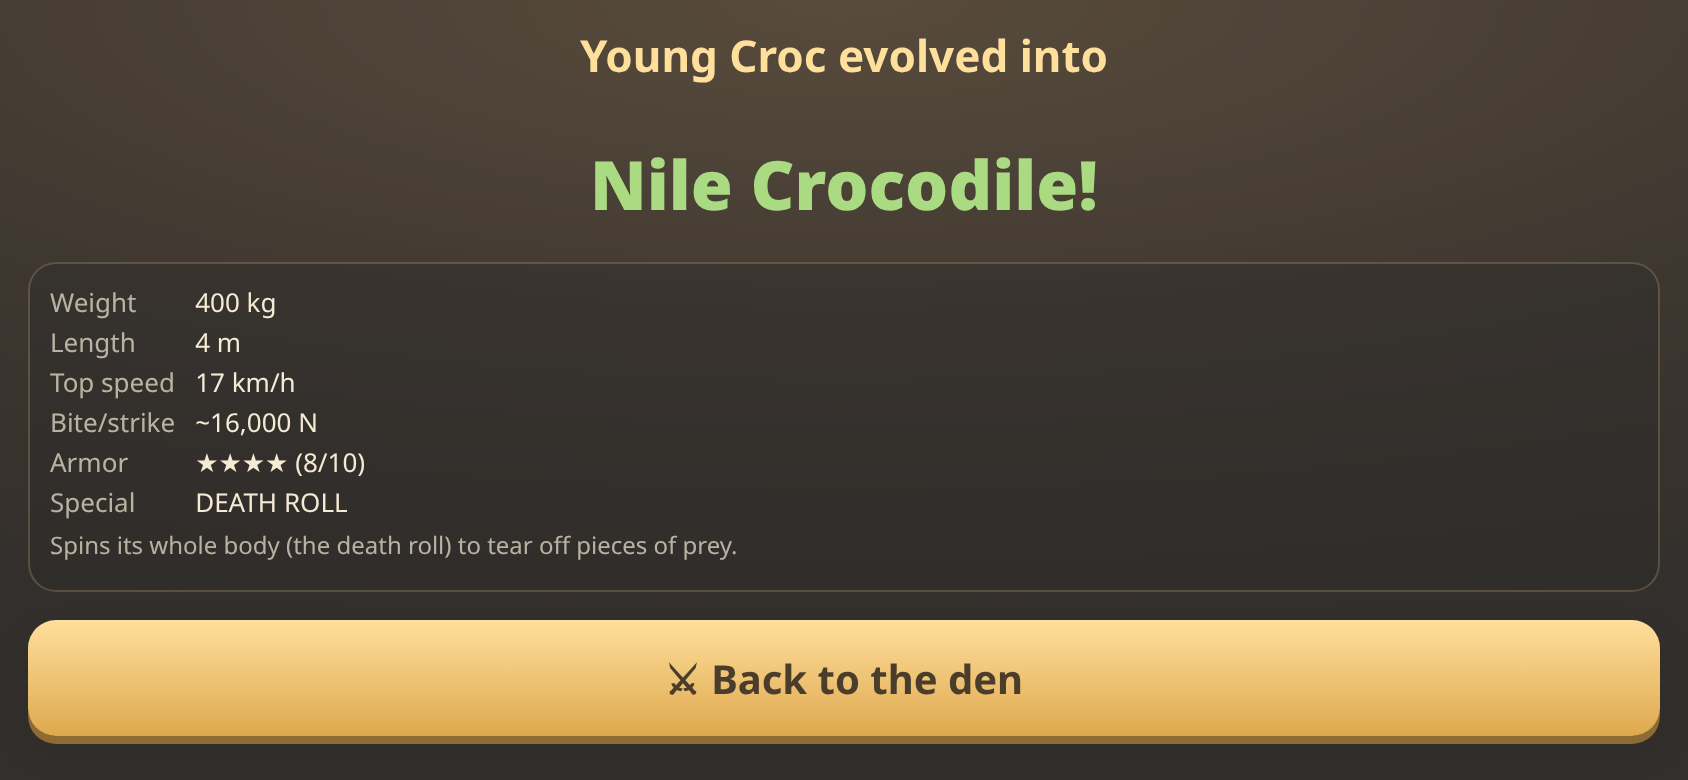 Young Croc evolved into
Nile Crocodile!
Weight 400 kg
Length 4 m
Top speed 17 km/h
Bite/strike ~16,000 N
Armor ★★★★ (8/10)
Special DEATH ROLL
Spins its whole body (the death roll) to tear off pieces of prey.
⚔ Back to the den